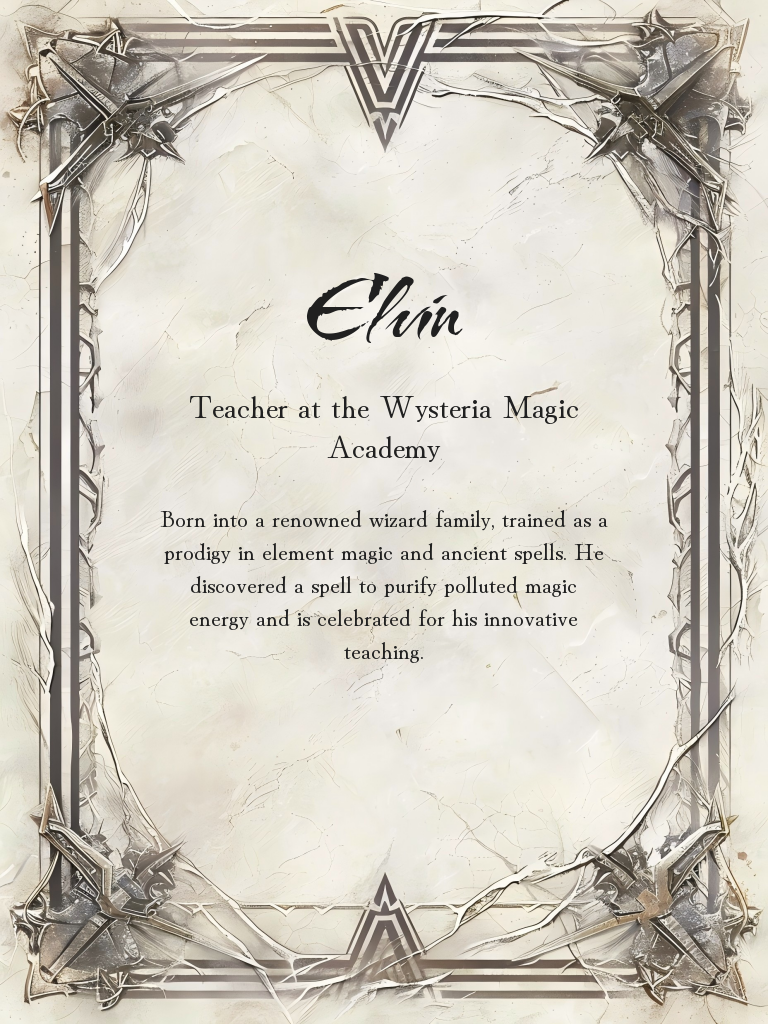 Elvin
Teacher at the Wysteria Magic
Academy
Born into a renowned wizard family, trained as a
prodigy in element magic and ancient spells. He
discovered a spell to purify polluted magic
energy and is celebrated for his innovative
teaching.